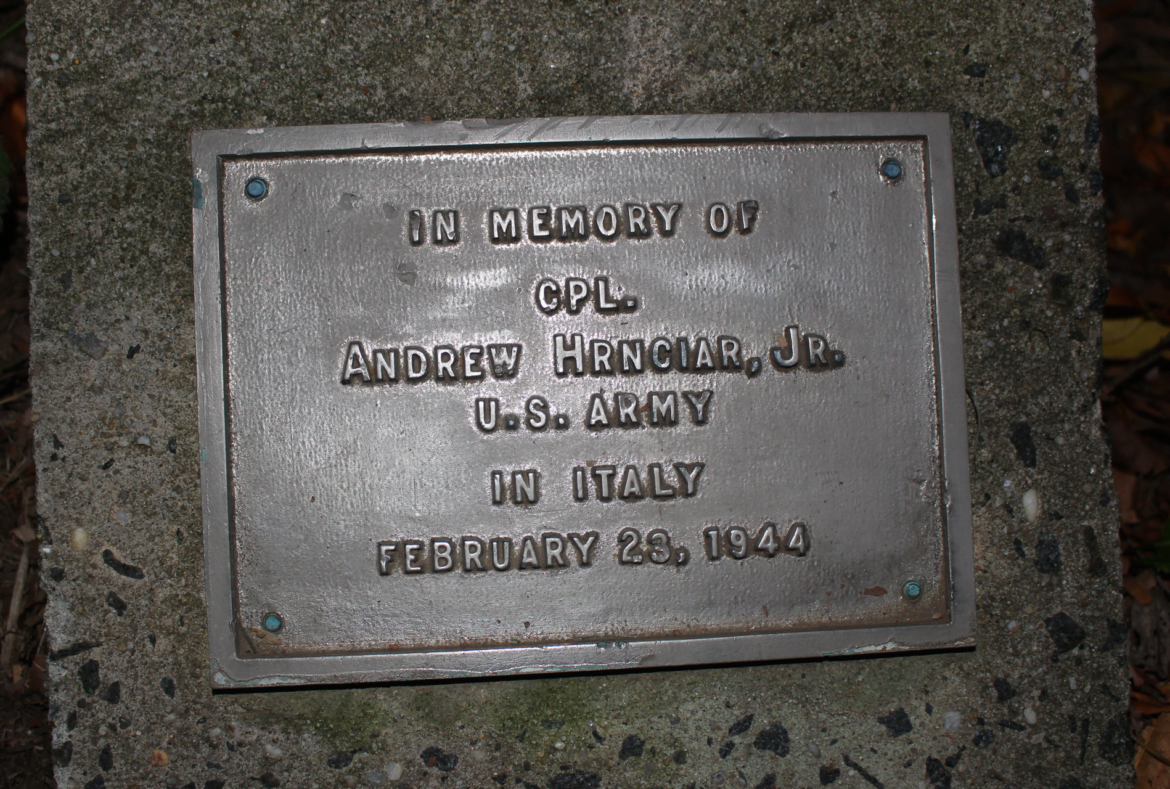 IN MEMORY OF
CPL.
ANDREW HRNCIAR, JR.
U.S. ARMY
IN ITALY
FEBRUARY 23, 1944